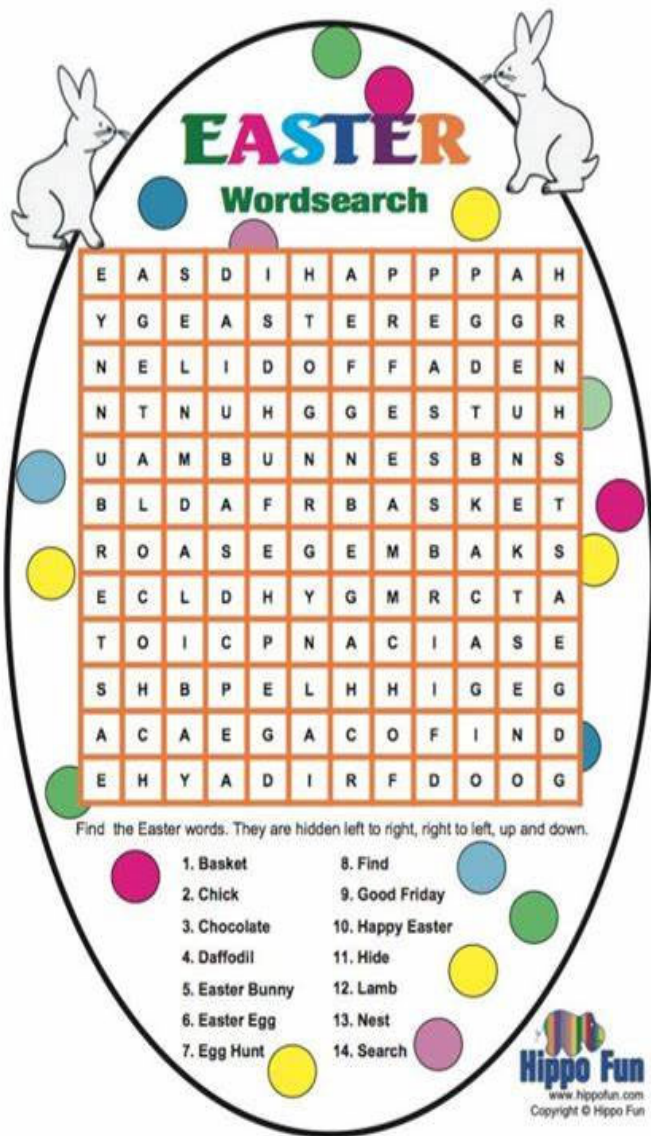 EASTER
Wordsearch
E A S D I H A P P P A H
Y G E A S T E R E G G R
N E L I D O F F A D E N
N T N U H G G E S T U H
U A M B U N N E S B N S
B L D A F R B A S K E T
R O A S E G E M B A K S
E C L D H Y G M R C T A
T O I C P N A C I A S E
S H B P E L H H I G E G
A C A E G A C O F I N D
E H Y A D I R F D O O G
Find the Easter words. They are hidden left to right, right to left, up and down.
1. Basket
2. Chick
3. Chocolate
4. Daffodil
5. Easter Bunny
6. Easter Egg
7. Egg Hunt
8. Find
9. Good Friday
10. Happy Easter
11. Hide
12. Lamb
13. Nest
14. Search
Hippo Fun
www.hippofun.com
Copyright © Hippo Fun